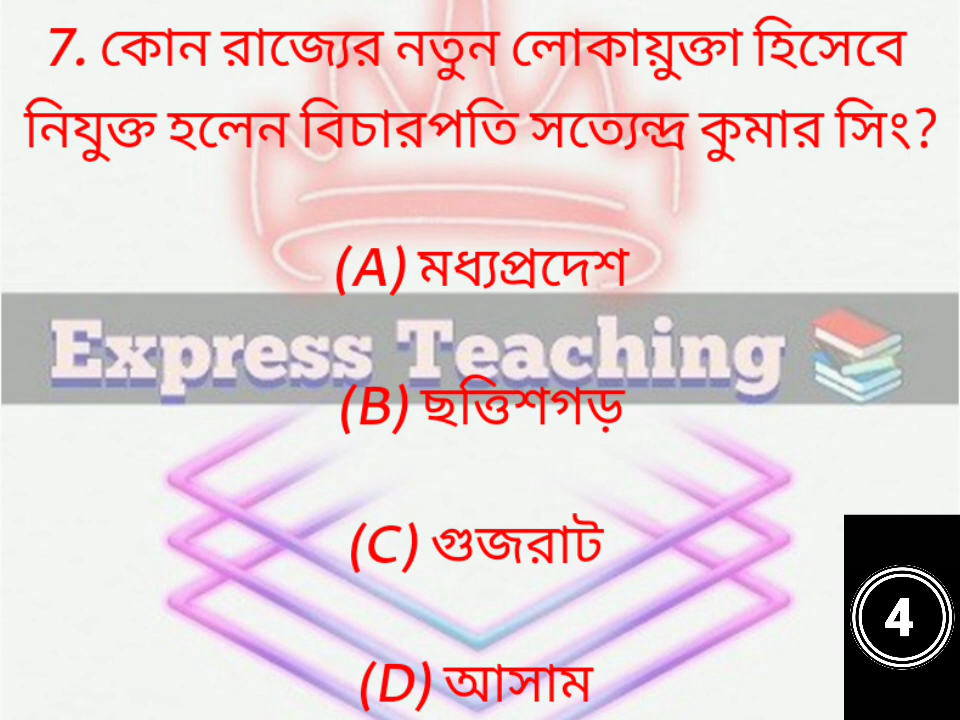 7. কোন রাজ্যের নতুন লোকায়ুক্তা হিসেবে
নিযুক্ত হলেন বিচারপতি সত্যেন্দ্র কুমার সিং?
(A) মধ্যপ্রদেশ
Express Teaching
(B) ছত্তিশগড়
(C) গুজরাট
4
(D) আসাম